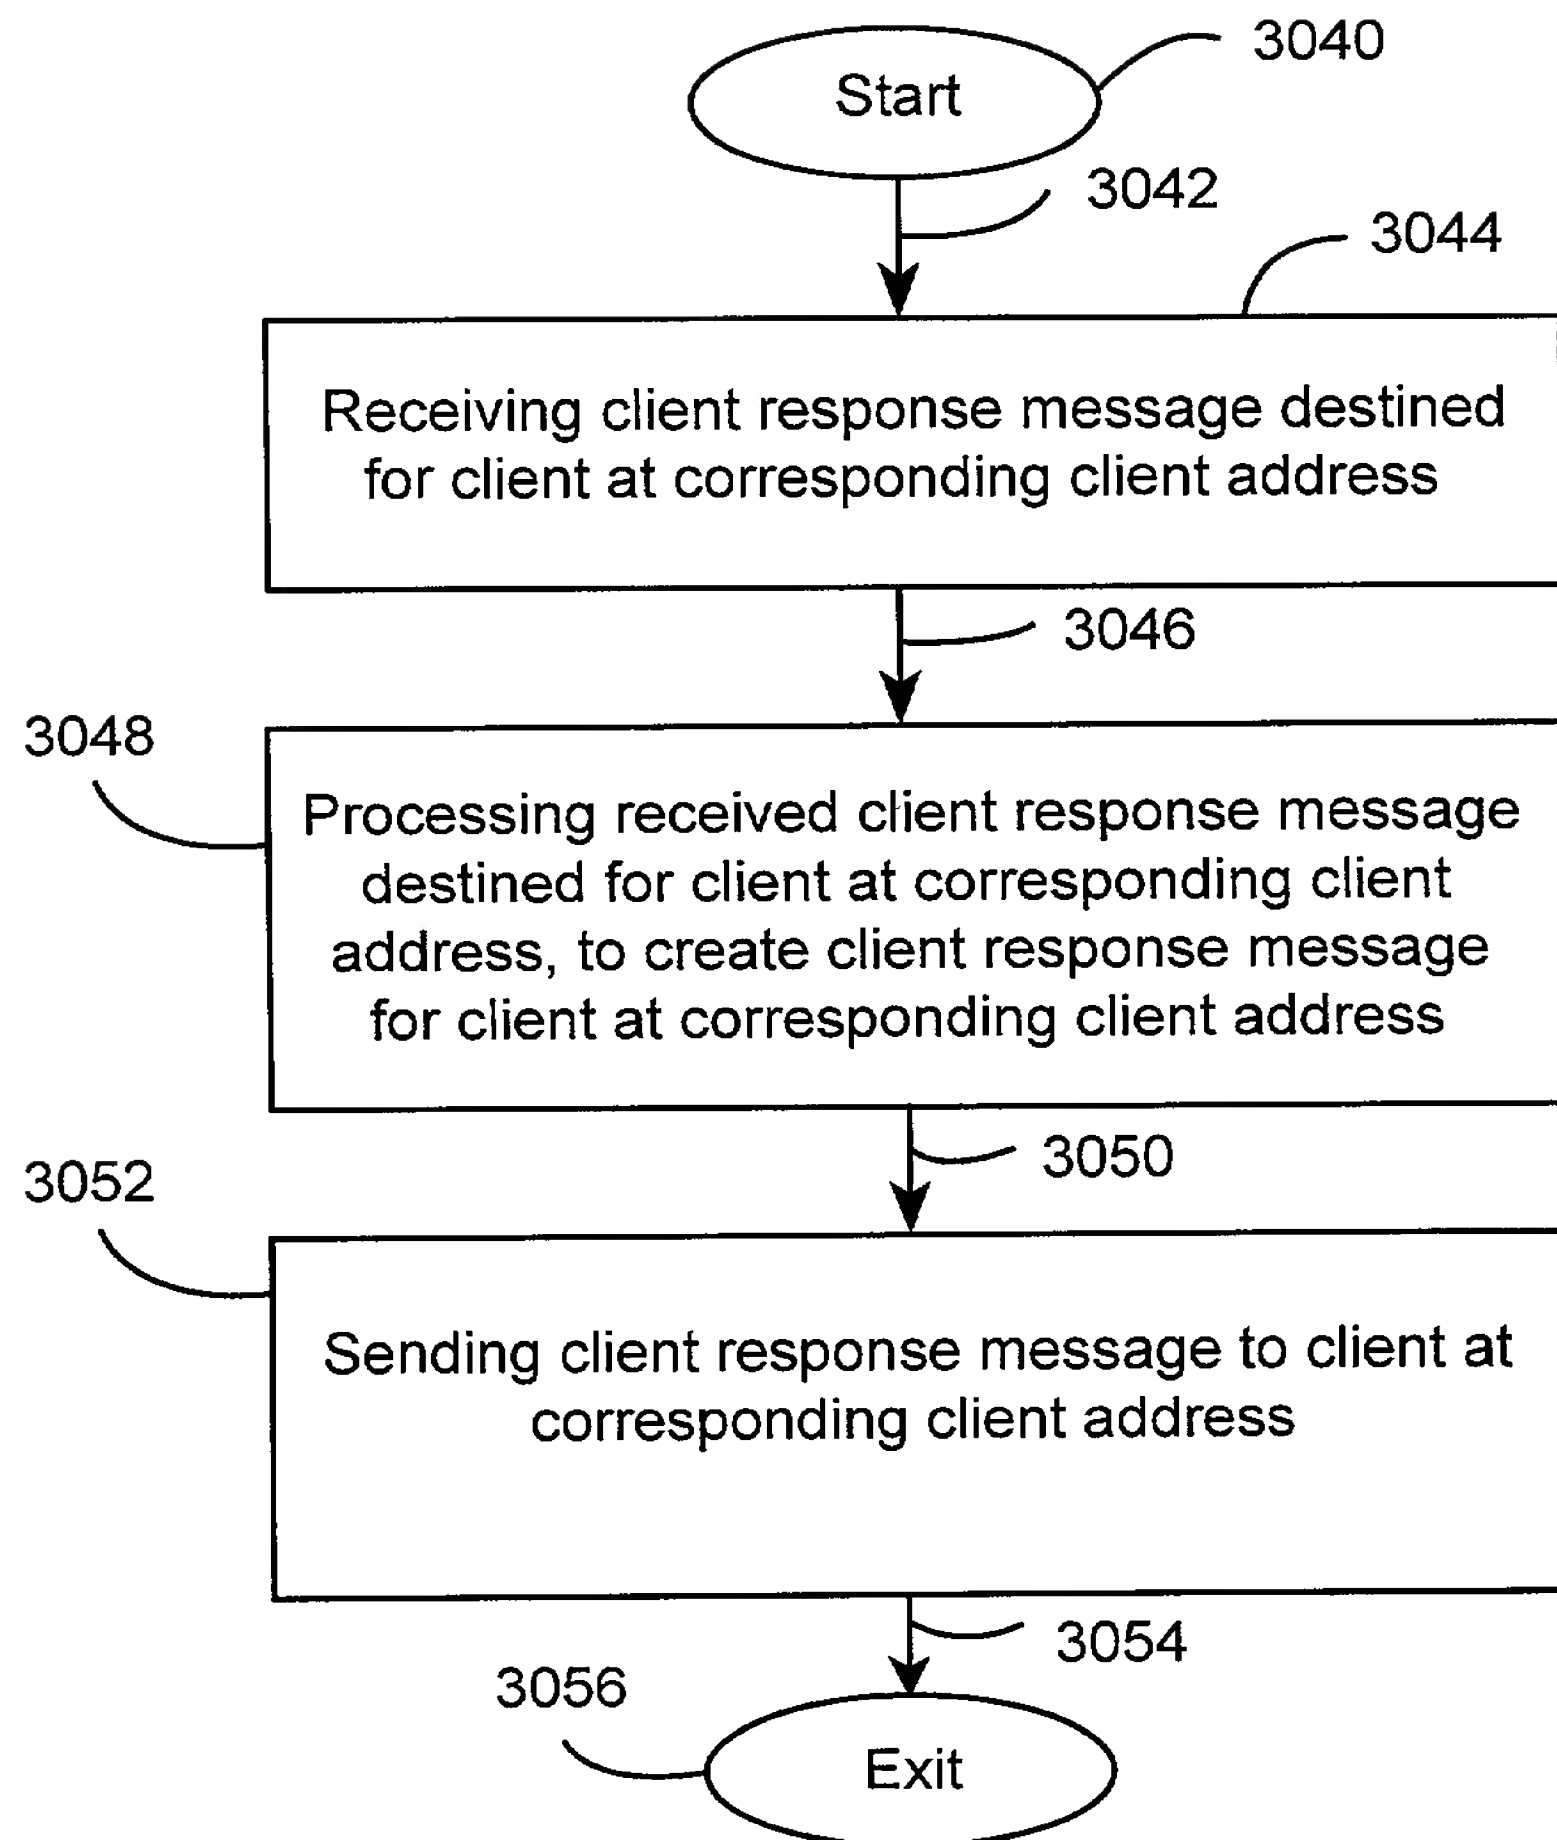 3040
Start
3042
3044
Receiving client response message destined
for client at corresponding client address
3046
3048
Processing received client response message
destined for client at corresponding client
address, to create client response message
for client at corresponding client address
3050
3052
Sending client response message to client at
corresponding client address
3054
3056
Exit